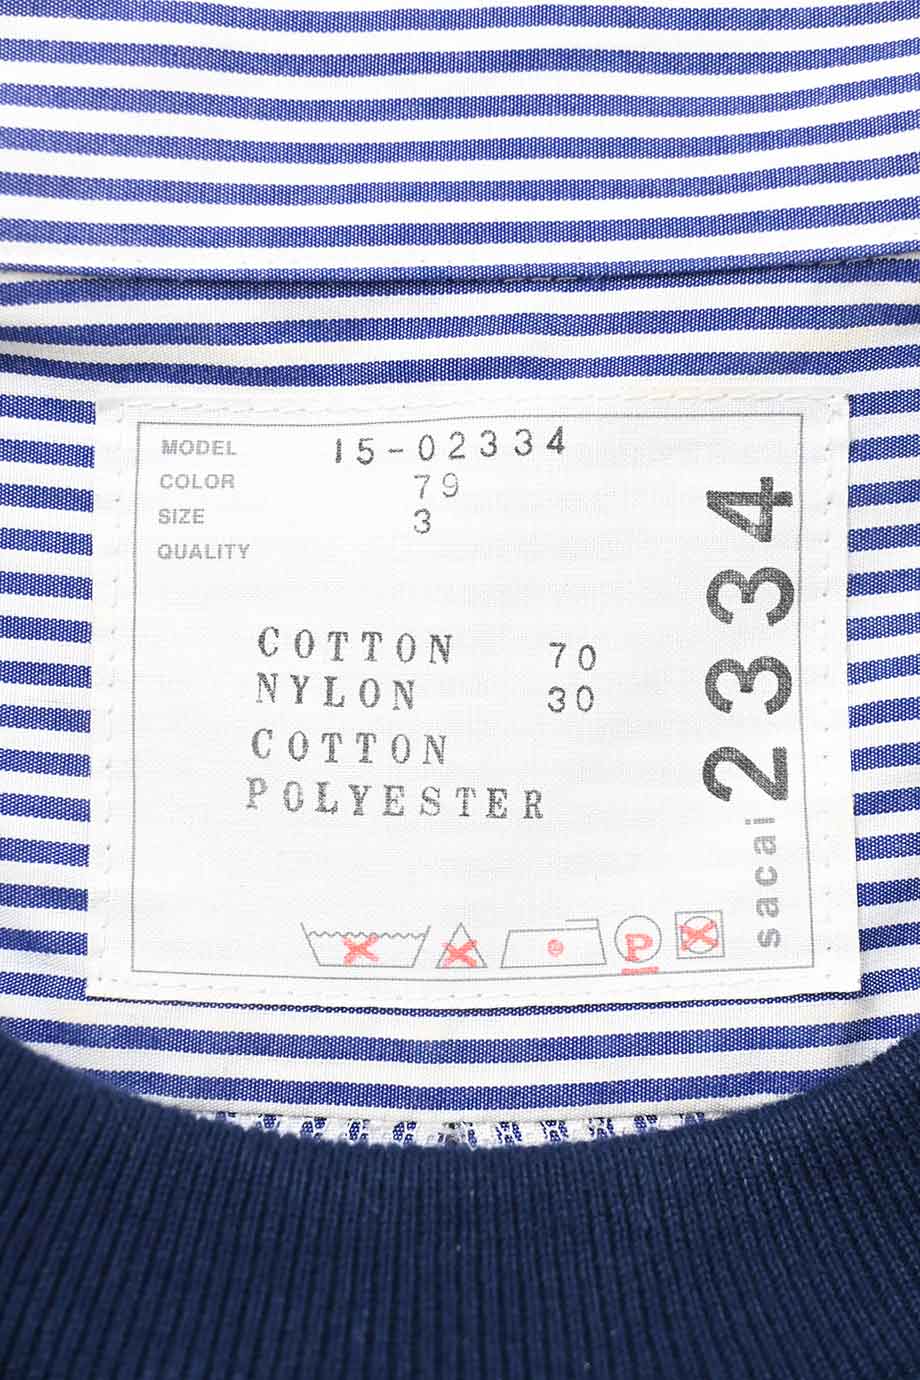 MODEL 15-02334
COLOR 79
SIZE 3
QUALITY
COTTON 70
NYLON 30
COTTON
POLYESTER
P
sacai 2334